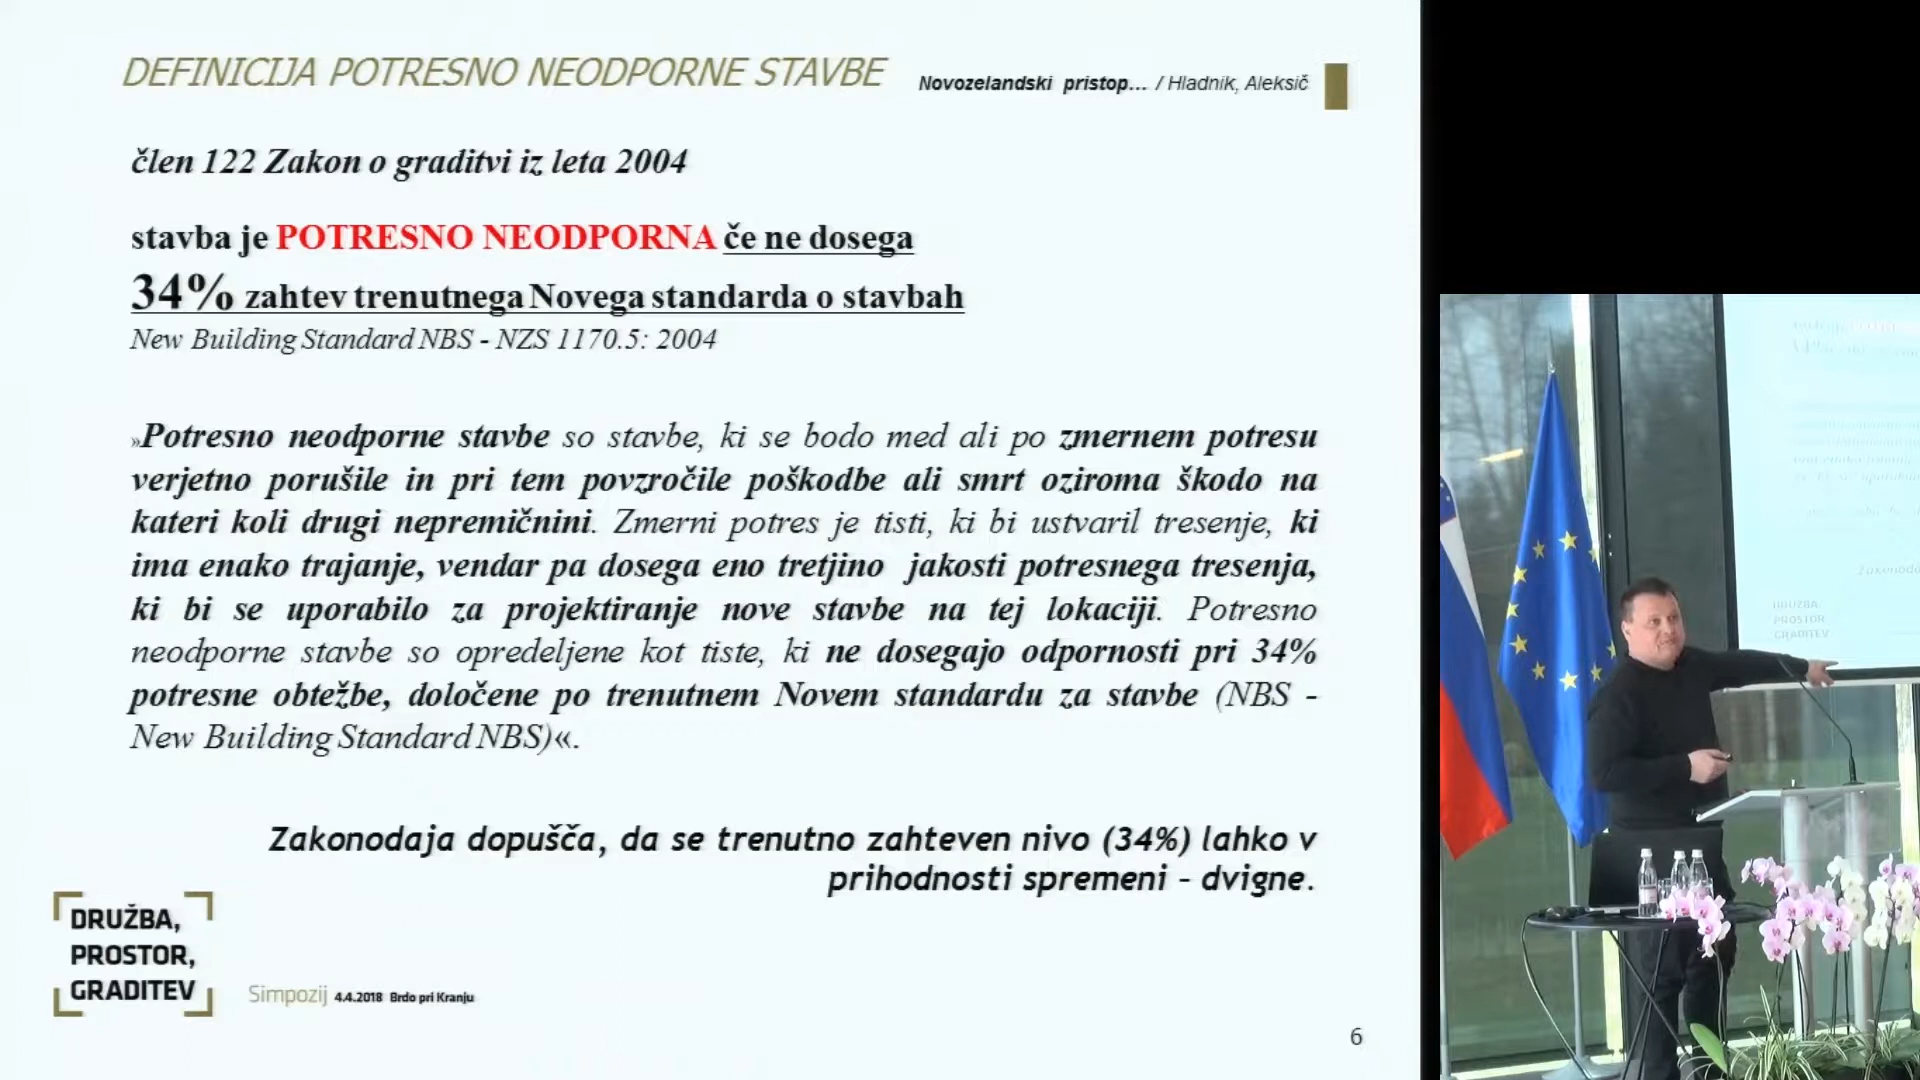 DEFINICIJA POTRESNO NEODPORNE STAVBE
Novozelandski pristop... / Hladnik, Aleksič
člen 122 Zakon o graditvi iz leta 2004
stavba je POTRESNO NEODPORNA če ne dosega
34% zahtev trenutnega Novega standarda o stavbah
New Building Standard NBS - NZS 1170.5: 2004
»Potresno neodporne stavbe so stavbe, ki se bodo med ali po zmernem potresu
verjetno porušile in pri tem povzročile poškodbe ali smrt oziroma škodo na
kateri koli drugi nepremičnini. Zmerni potres je tisti, ki bi ustvaril tresenje, ki
ima enako trajanje, vendar pa dosega eno tretjino jakosti potresnega tresenja,
ki bi se uporabilo za projektiranje nove stavbe na tej lokaciji. Potresno
neodporne stavbe so opredeljene kot tiste, ki ne dosegajo odpornosti pri 34%
potresne obtežbe, določene po trenutnem Novem standardu za stavbe (NBS -
New Building Standard NBS)«.
Zakonodaja dopušča, da se trenutno zahteven nivo (34%) lahko v
prihodnosti spremeni – dvigne.
DRUŽBA,
PROSTOR,
GRADITEV
Simpozij 4.4.2018 Brdo pri Kranju
6
DRUŽBA,
PROSTOR
GRADITEV